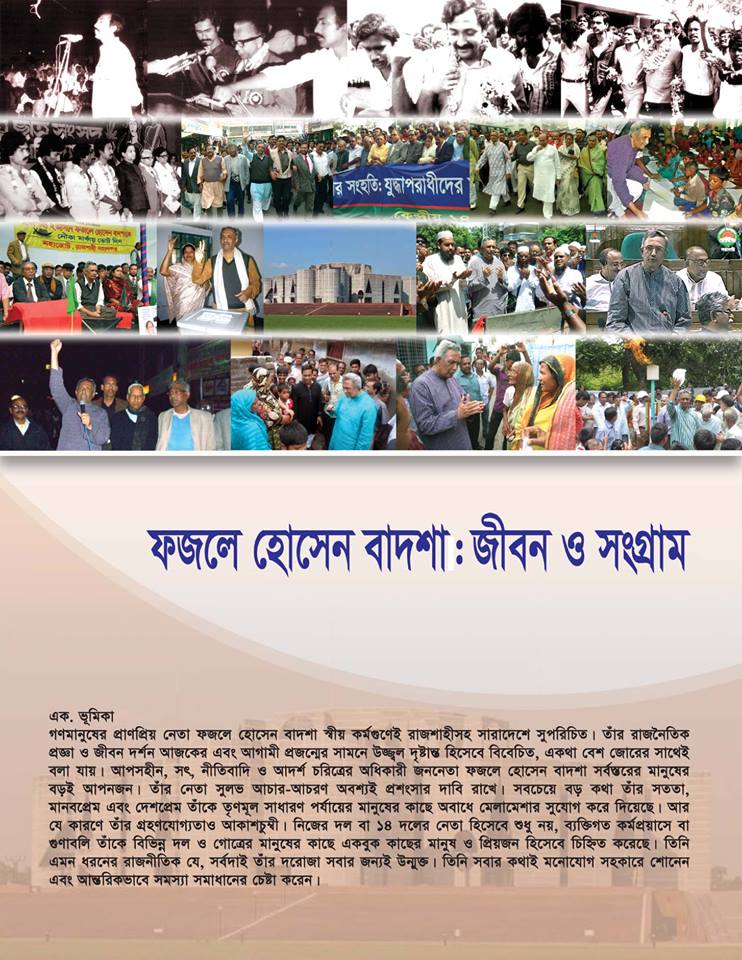 র সংহতি: যুদ্ধাপরাধীদের
কেন্দ্রীয় ১৪
নৌকা মার্কায় ভোট দিন
ফজলে হোসেন বাদশা : জীবন ও সংগ্রাম
এক. ভূমিকা
গণমানুষের প্রাণপ্রিয় নেতা ফজলে হোসেন বাদশা স্বীয় কর্মগুণেই রাজশাহীসহ সারাদেশে সুপরিচিত। তাঁর রাজনৈতিক
প্রজ্ঞা ও জীবন দর্শন আজকের এবং আগামী প্রজন্মের সামনে উজ্জ্বল দৃষ্টান্ত হিসেবে বিবেচিত, একথা বেশ জোরের সাথেই
বলা যায়। আপসহীন, সৎ, নীতিবাদি ও আদর্শ চরিত্রের অধিকারী জননেতা ফজলে হোসেন বাদশা সর্বস্তরের মানুষের
বড়ই আপনজন। তাঁর নেতা সুলভ আচার-আচরণ অবশ্যই প্রশংসার দাবি রাখে। সবচেয়ে বড় কথা তাঁর সততা,
মানবপ্রেম এবং দেশপ্রেম তাঁকে তৃণমূল সাধারণ পর্যায়ের মানুষের কাছে অবাধে মেলামেশার সুযোগ করে দিয়েছে। আর
যে কারণে তাঁর গ্রহণযোগ্যতাও আকাশচুম্বী। নিজের দল বা ১৪ দলের নেতা হিসেবে শুধু নয়, ব্যক্তিগত কর্মপ্রয়াসে বা
গুণাবলি তাঁকে বিভিন্ন দল ও গোত্রের মানুষের কাছে একবুক কাছের মানুষ ও প্রিয়জন হিসেবে চিহ্নিত করেছে। তিনি
এমন ধরনের রাজনীতিক যে, সর্বদাই তাঁর দরোজা সবার জন্যই উন্মুক্ত। তিনি সবার কথাই মনোযোগ সহকারে শোনেন
এবং আন্তরিকভাবে সমস্যা সমাধানের চেষ্টা করেন।